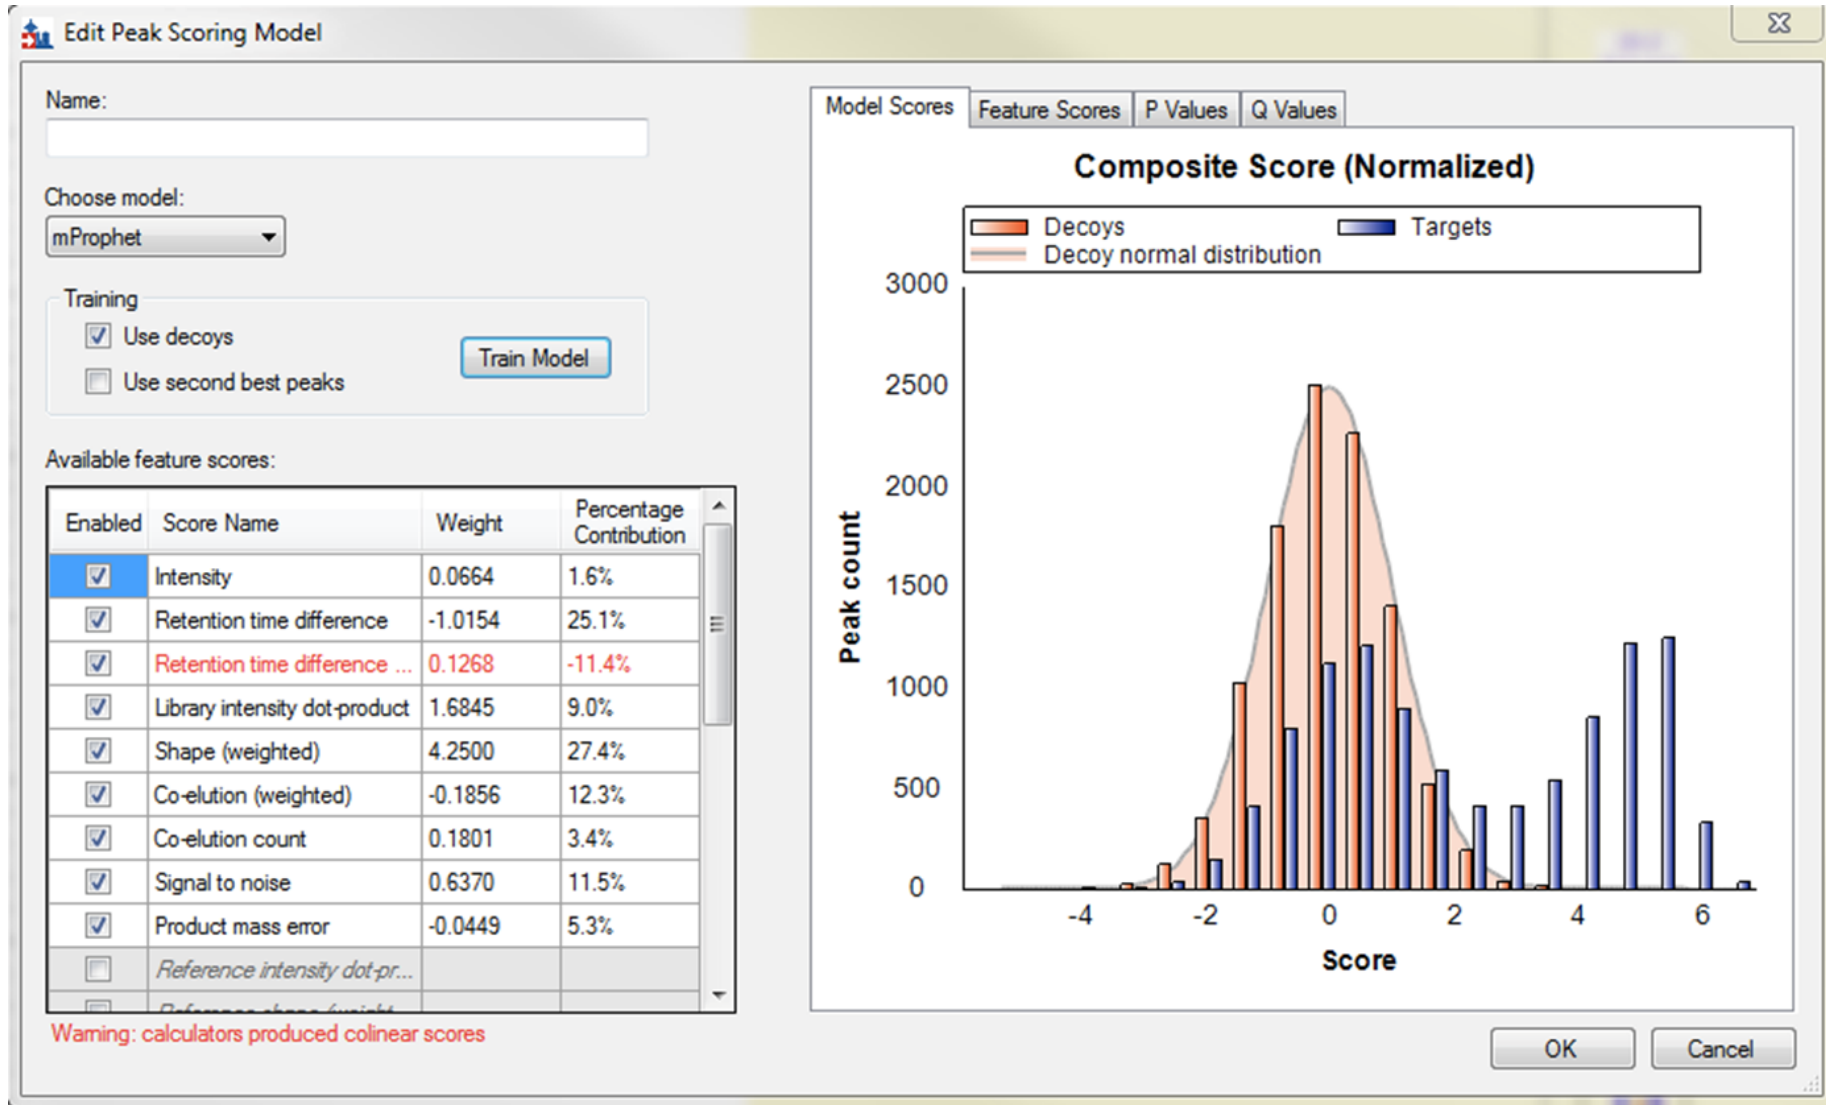 Edit Peak Scoring Model
Name:
Choose model:
mProphet
Training
Use decoys
Use second best peaks
Train Model
Available feature scores:
Enabled Score Name Weight Percentage Contribution
Intensity 0.0664 1.6%
Retention time difference -1.0154 25.1%
Retention time difference ... 0.1268 -11.4%
Library intensity dot-product 1.6845 9.0%
Shape (weighted) 4.2500 27.4%
Co-elution (weighted) -0.1856 12.3%
Co-elution count 0.1801 3.4%
Signal to noise 0.6370 11.5%
Product mass error -0.0449 5.3%
Reference intensity dot-pr...
Warning: calculators produced colinear scores
Model Scores Feature Scores P Values Q Values
Composite Score (Normalized)
Decoys Targets
Decoy normal distribution
Peak count
3000
2500
2000
1500
1000
500
0
-4 -2 0 2 4 6
Score
OK Cancel